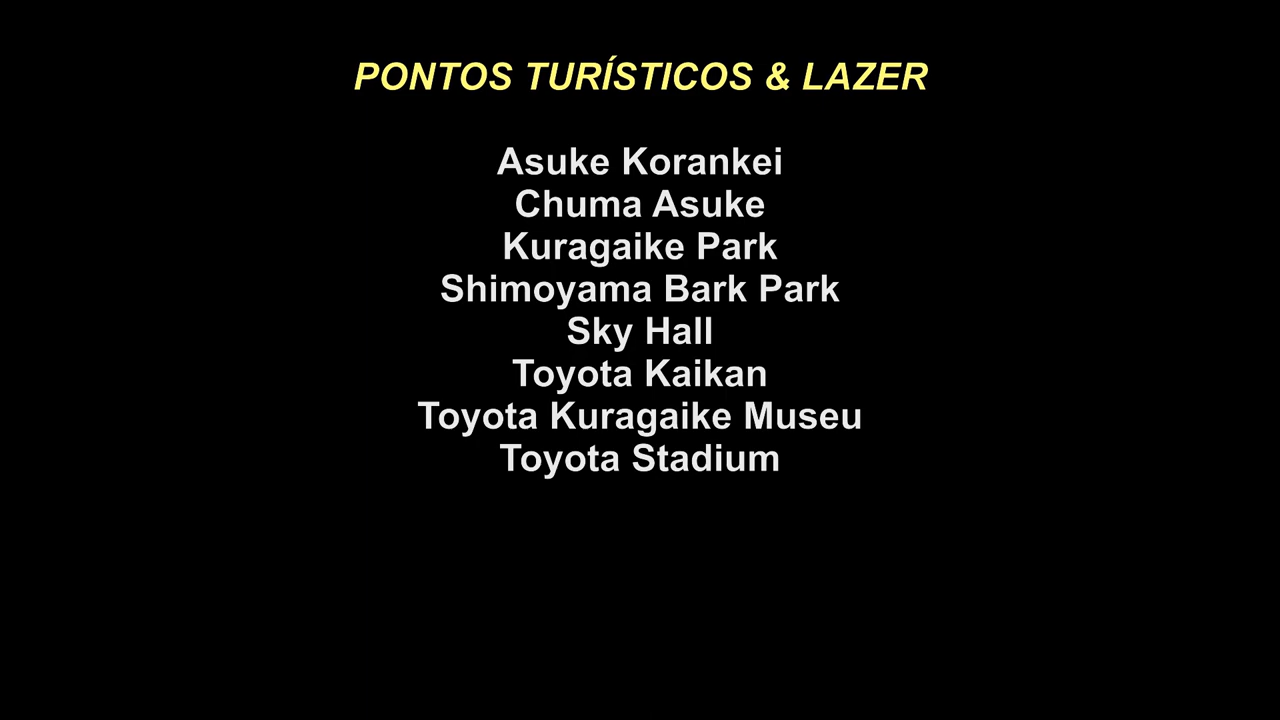 PONTOS TURÍSTICOS & LAZER
Asuke Korankei
Chuma Asuke
Kuragaike Park
Shimoyama Bark Park
Sky Hall
Toyota Kaikan
Toyota Kuragaike Museu
Toyota Stadium